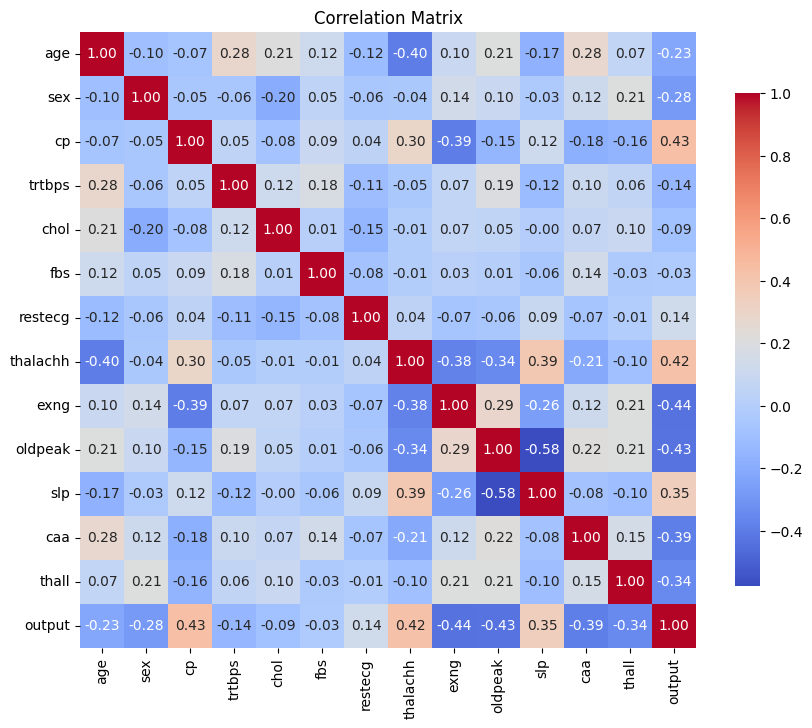 Correlation Matrix
age 1.00 -0.10 -0.07 0.28 0.21 0.12 -0.12 -0.40 0.10 0.21 -0.17 0.28 0.07 -0.23
sex -0.10 1.00 -0.05 -0.06 -0.20 0.05 -0.06 -0.04 0.14 0.10 -0.03 0.12 0.21 -0.28
cp -0.07 -0.05 1.00 0.05 -0.08 0.09 0.04 0.30 -0.39 -0.15 0.12 -0.18 -0.16 0.43
trtbps 0.28 -0.06 0.05 1.00 0.12 0.18 -0.11 -0.05 0.07 0.19 -0.12 0.10 0.06 -0.14
chol 0.21 -0.20 -0.08 0.12 1.00 0.01 -0.15 -0.01 0.07 0.05 -0.00 0.07 0.10 -0.09
fbs 0.12 0.05 0.09 0.18 0.01 1.00 -0.08 -0.01 0.03 0.01 -0.06 0.14 -0.03 -0.03
restecg -0.12 -0.06 0.04 -0.11 -0.15 -0.08 1.00 0.04 -0.07 -0.06 0.09 -0.07 -0.01 0.14
thalachh -0.40 -0.04 0.30 -0.05 -0.01 -0.01 0.04 1.00 -0.38 -0.34 0.39 -0.21 -0.10 0.42
exng 0.10 0.14 -0.39 0.07 0.07 0.03 -0.07 -0.38 1.00 0.29 -0.26 0.12 0.21 -0.44
oldpeak 0.21 0.10 -0.15 0.19 0.05 0.01 -0.06 -0.34 0.29 1.00 -0.58 0.22 0.21 -0.43
slp -0.17 -0.03 0.12 -0.12 -0.00 -0.06 0.09 0.39 -0.26 -0.58 1.00 -0.08 -0.10 0.35
caa 0.28 0.12 -0.18 0.10 0.07 0.14 -0.07 -0.21 0.12 0.22 -0.08 1.00 0.15 -0.39
thall 0.07 0.21 -0.16 0.06 0.10 -0.03 -0.01 -0.10 0.21 0.21 -0.10 0.15 1.00 -0.34
output -0.23 -0.28 0.43 -0.14 -0.09 -0.03 0.14 0.42 -0.44 -0.43 0.35 -0.39 -0.34 1.00
age sex cp trtbps chol fbs restecg thalachh exng oldpeak slp caa thall output
1.0
0.8
0.6
0.4
0.2
0.0
−0.2
−0.4